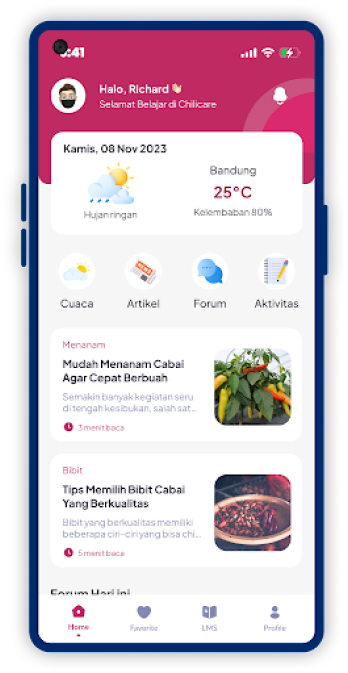 9:41
Halo, Richard 👋🏻
Selamat Belajar di Chilicare
Kamis, 08 Nov 2023
Bandung
25°C
Hujan ringan
Kelembaban 80%
Cuaca
Artikel
Forum
Aktivitas
Menanam
Mudah Menanam Cabai
Agar Cepat Berbuah
Semakin banyak kegiatan seru
di tengah kesibukan, salah sat...
3 menit baca
Bibit
Tips Memilih Bibit Cabai
Yang Berkualitas
Bibit yang berkualitas memiliki
beberapa ciri-ciri yang bisa chi...
5 menit baca
Forum Hari ini
Home
Favorite
LMS
Profile